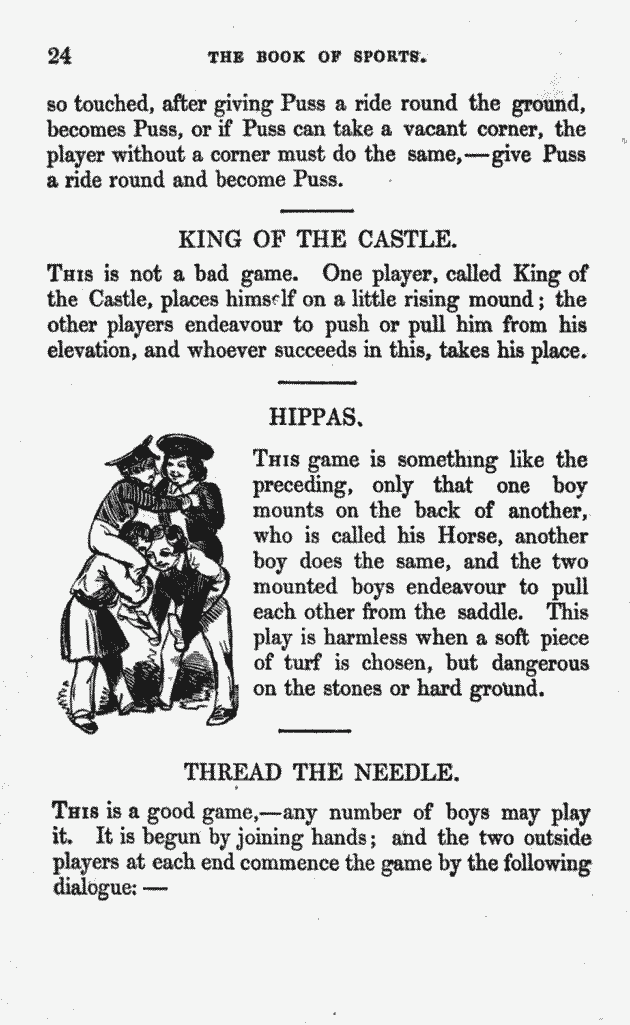 24 THE BOOK OF SPORTS.
so touched, after giving Puss a ride round the ground,
becomes Puss, or if Puss can take a vacant corner, the
player without a corner must do the same,—give Puss
a ride round and become Puss.
KING OF THE CASTLE.
This is not a bad game. One player, called King of
the Castle, places himself on a little rising mound; the
other players endeavour to push or pull him from his
elevation, and whoever succeeds in this, takes his place.
HIPPAS.
This game is something like the
preceding, only that one boy
mounts on the back of another,
who is called his Horse, another
boy does the same, and the two
mounted boys endeavour to pull
each other from the saddle. This
play is harmless when a soft piece
of turf is chosen, but dangerous
on the stones or hard ground.
THREAD THE NEEDLE.
This is a good game,—any number of boys may play
it. It is begun by joining hands; and the two outside
players at each end commence the game by the following
dialogue: —